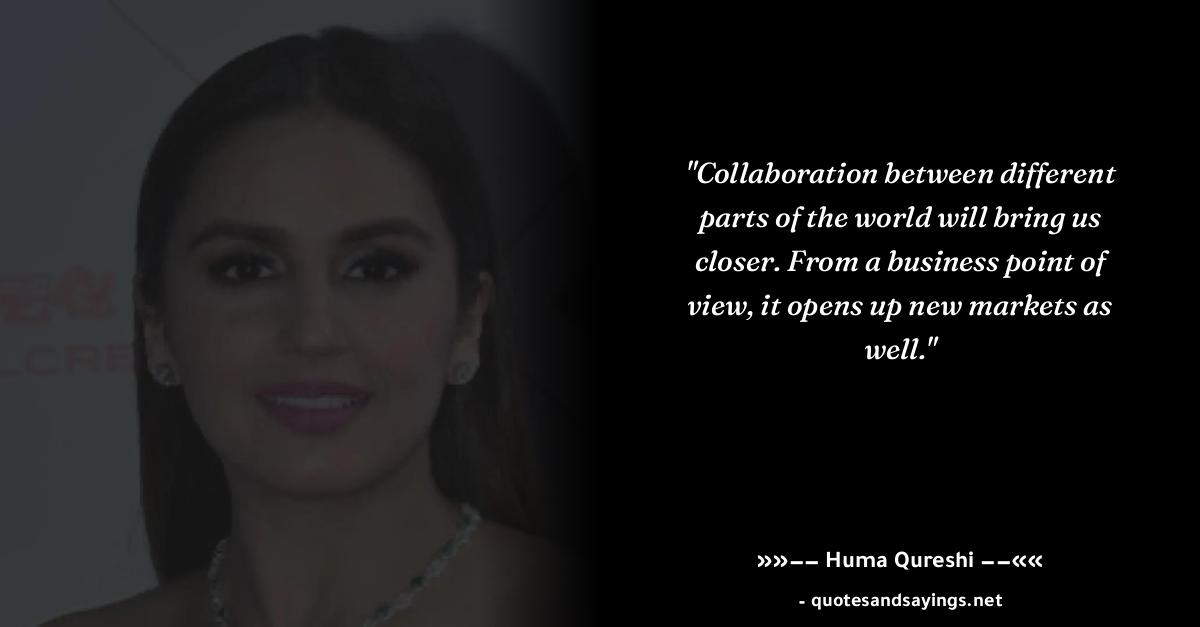 "Collaboration between different
parts of the world will bring us
closer. From a business point of
view, it opens up new markets as
well."
»»–– Huma Qureshi ––««
- quotesandsayings.net
LCRE